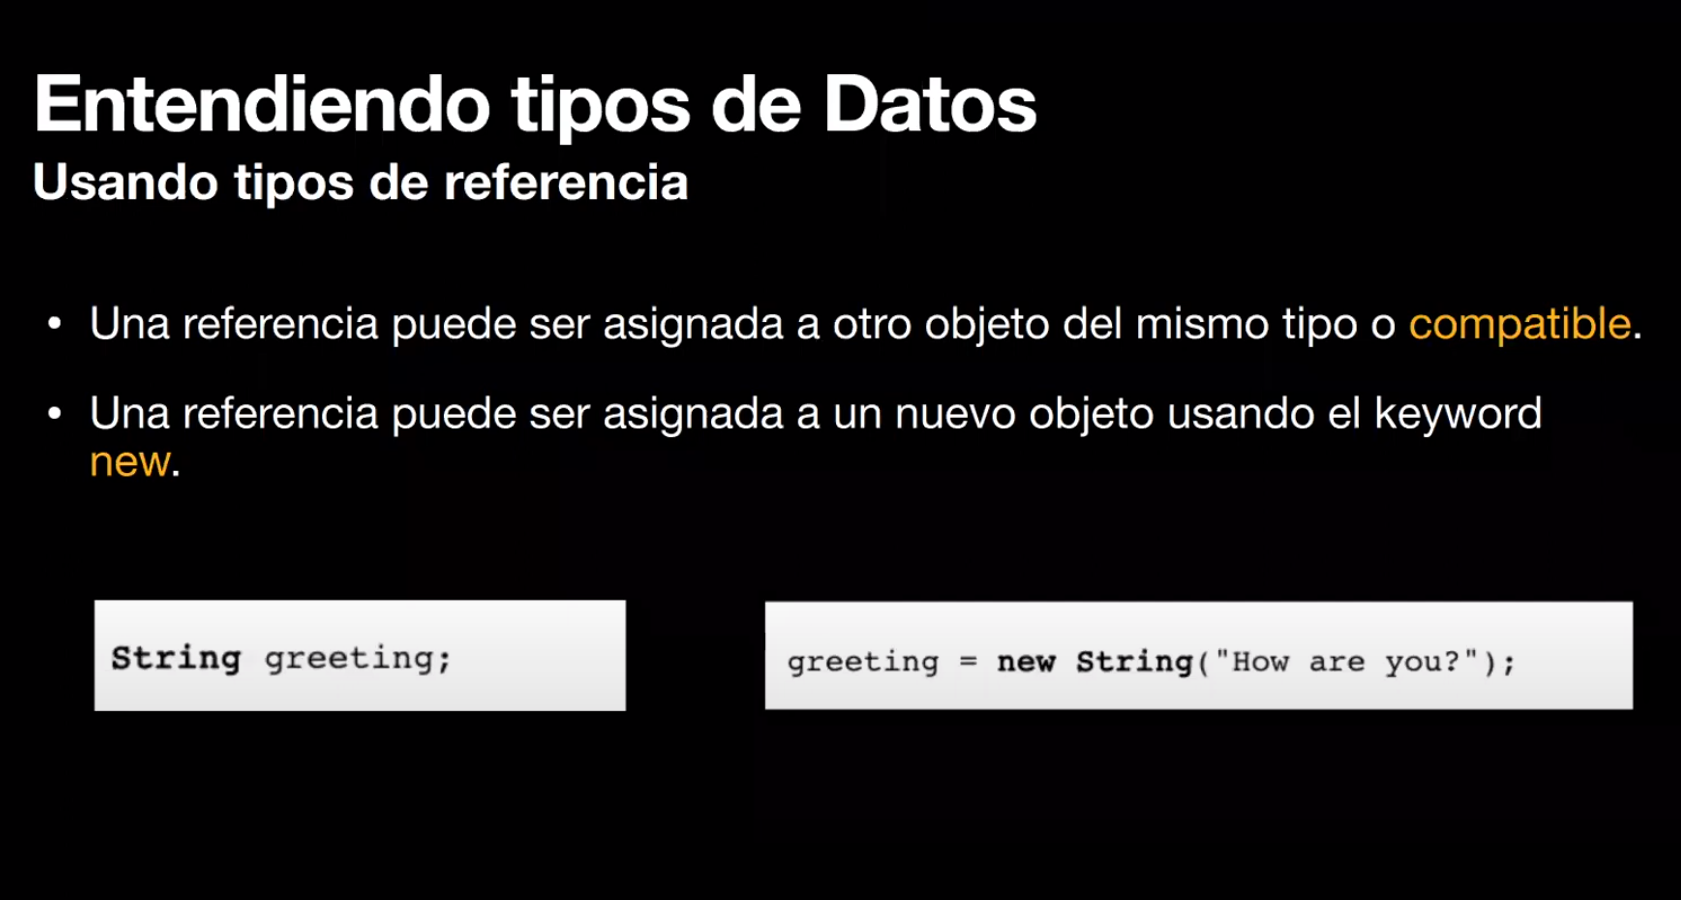 Entendiendo tipos de Datos
Usando tipos de referencia
• Una referencia puede ser asignada a otro objeto del mismo tipo o compatible.
• Una referencia puede ser asignada a un nuevo objeto usando el keyword
new.
String greeting;
greeting = new String("How are you?");